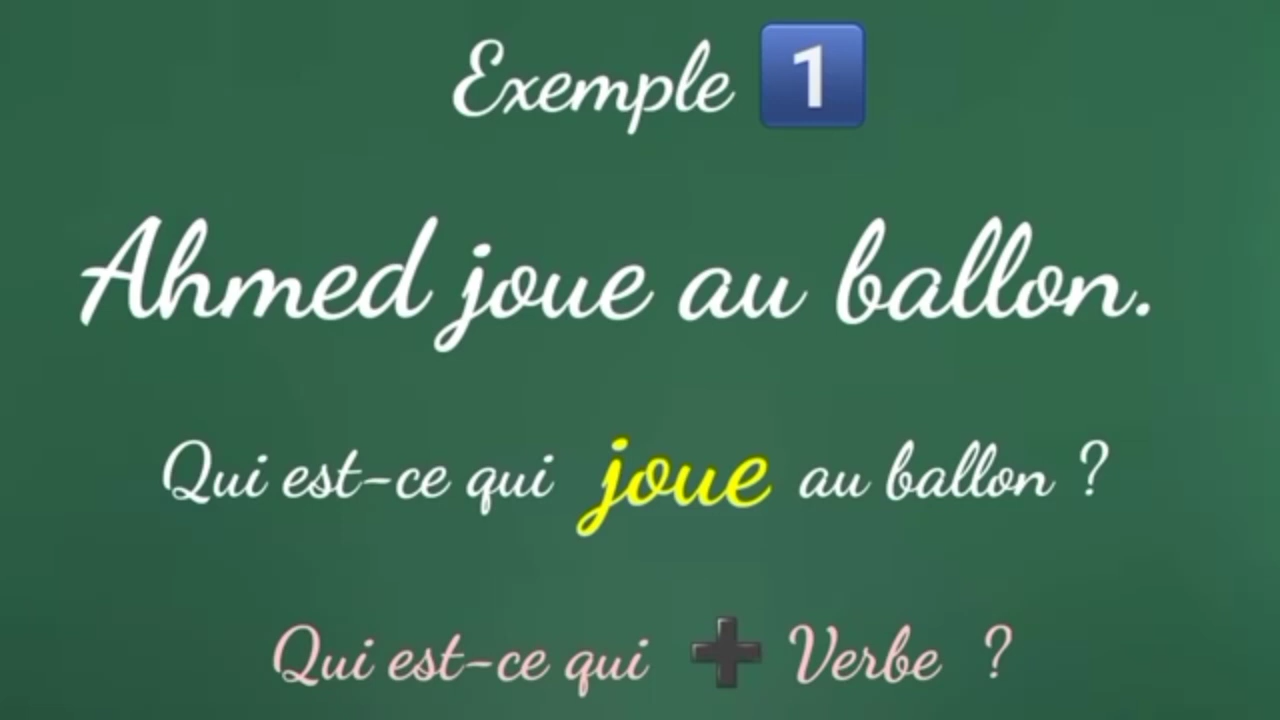 Exemple 1
Ahmed joue au ballon.
Qui est-ce qui joue au ballon ?
Qui est-ce qui ➕ Verbe ?